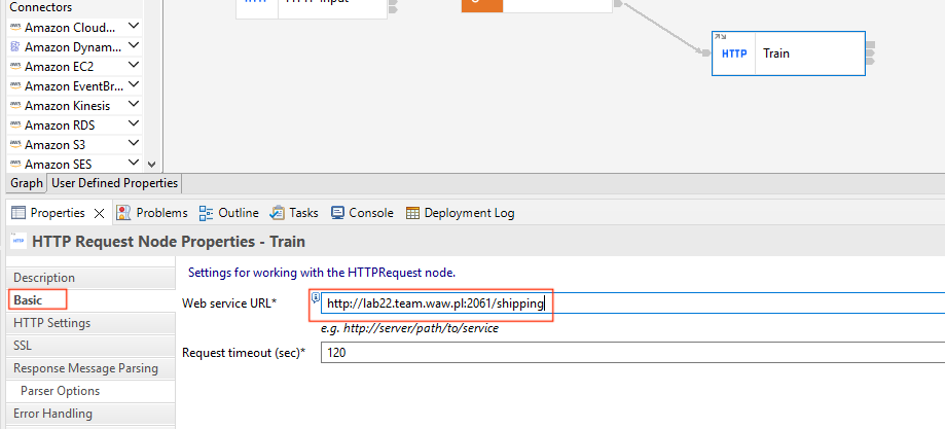 Connectors
Amazon Cloud...
Amazon Dynam...
Amazon EC2
Amazon EventBr...
Amazon Kinesis
Amazon RDS
Amazon S3
Amazon SES
HTTP
HTTP Input
HTTP Train
Graph User Defined Properties
Properties Problems Outline Tasks Console Deployment Log
HTTP Request Node Properties - Train
Description
Basic
HTTP Settings
SSL
Response Message Parsing
Parser Options
Error Handling
Settings for working with the HTTPRequest node.
Web service URL* http://lab22.team.waw.pl:2061/shipping
e.g. http://server/path/to/service
Request timeout (sec)* 120